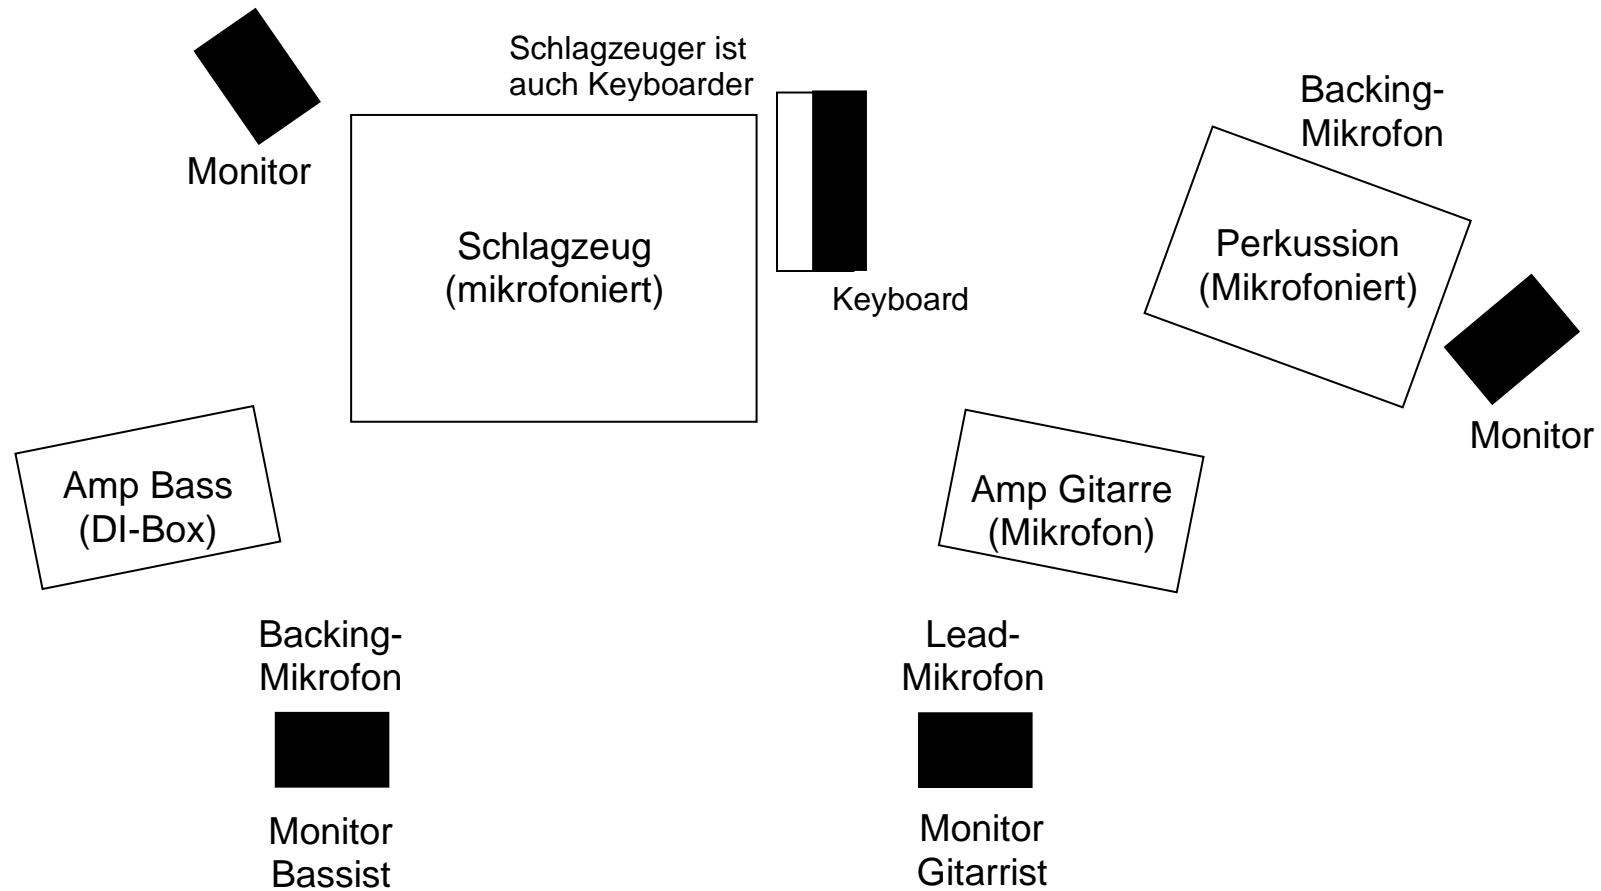 Schlagzeuger ist
auch Keyboarder
Backing-
Mikrofon
Monitor
Schlagzeug
(mikrofoniert)
Keyboard
Perkussion
(Mikrofoniert)
Monitor
Amp Bass
(DI-Box)
Amp Gitarre
(Mikrofon)
Backing-
Mikrofon
Lead-
Mikrofon
Monitor
Bassist
Monitor
Gitarrist